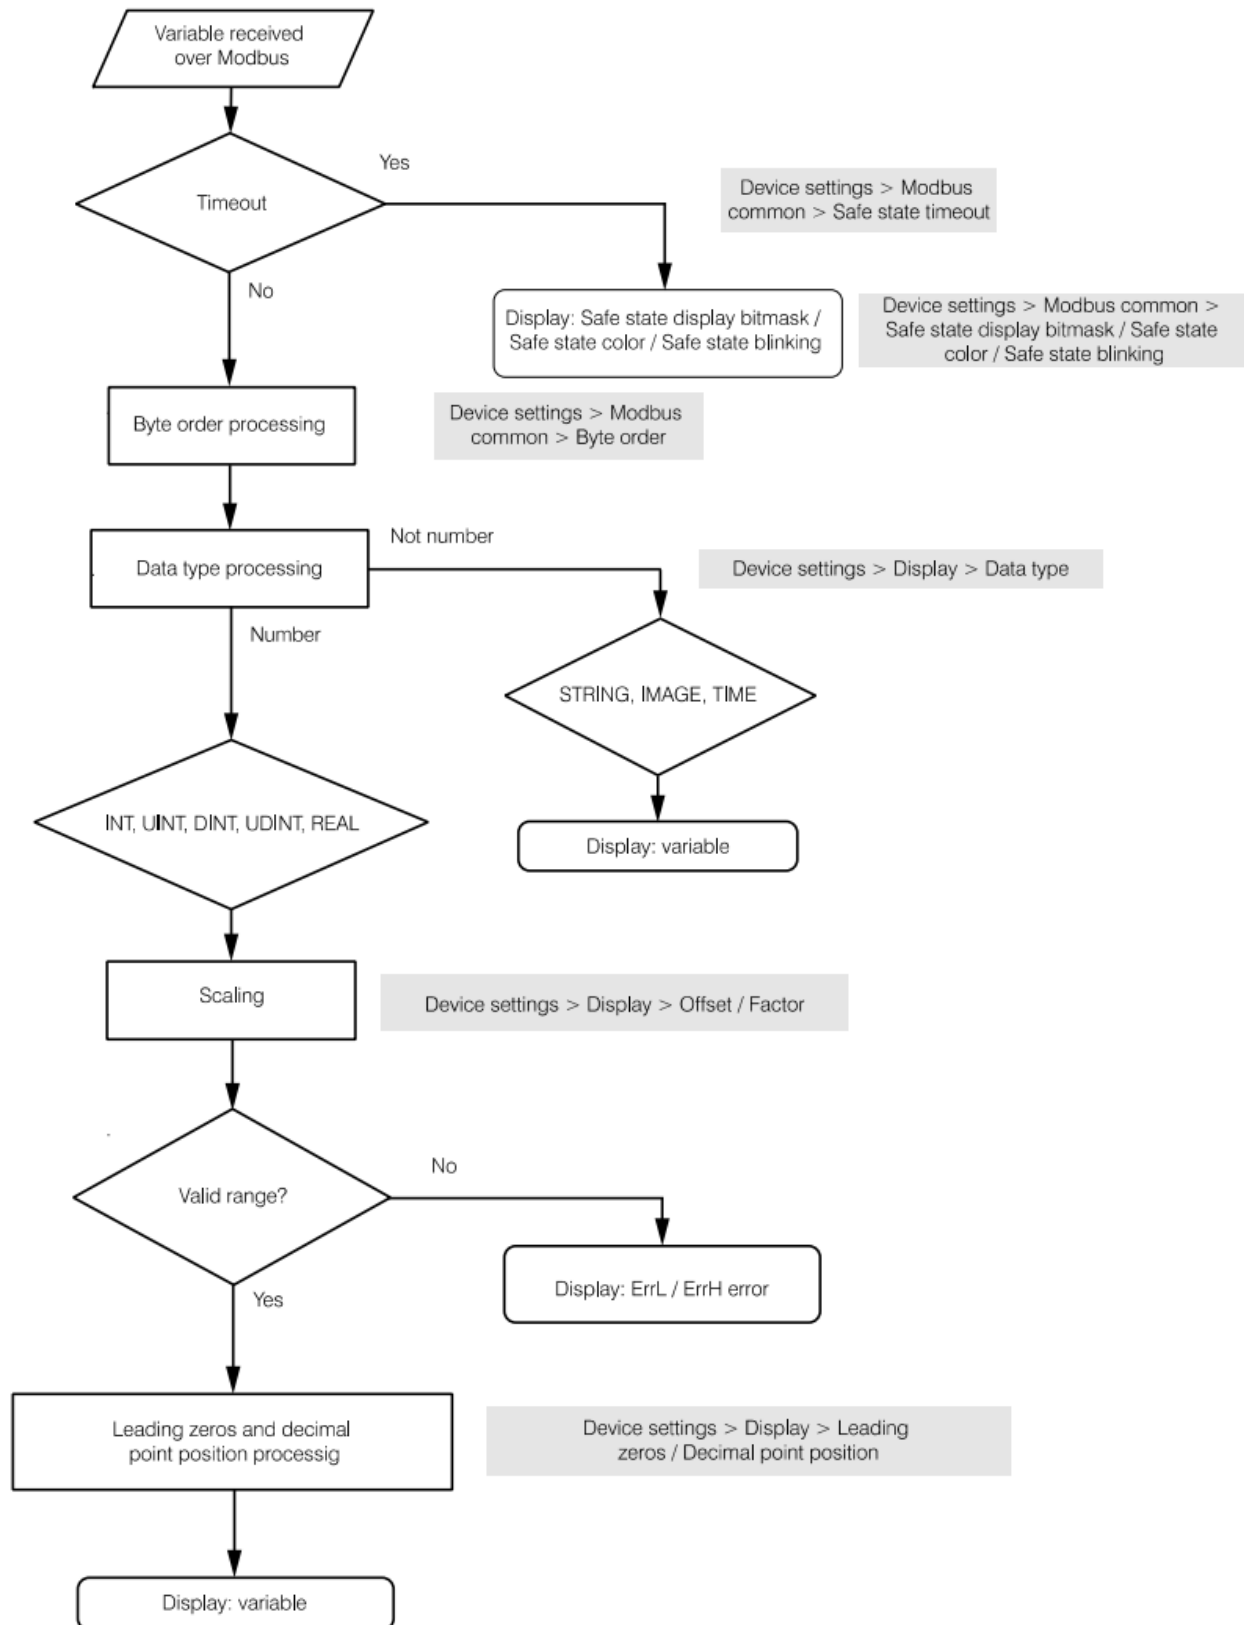 Variable received
over Modbus
Yes
Timeout
Device settings > Modbus
common > Safe state timeout
No
Display: Safe state display bitmask /
Safe state color / Safe state blinking
Device settings > Modbus common >
Safe state display bitmask / Safe state
color / Safe state blinking
Byte order processing
Device settings > Modbus
common > Byte order
Not number
Data type processing
Device settings > Display > Data type
Number
STRING, IMAGE, TIME
INT, UINT, DINT, UDINT, REAL
Display: variable
Scaling
Device settings > Display > Offset / Factor
No
Valid range?
Display: ErrL / ErrH error
Yes
Leading zeros and decimal
point position processig
Device settings > Display > Leading
zeros / Decimal point position
Display: variable